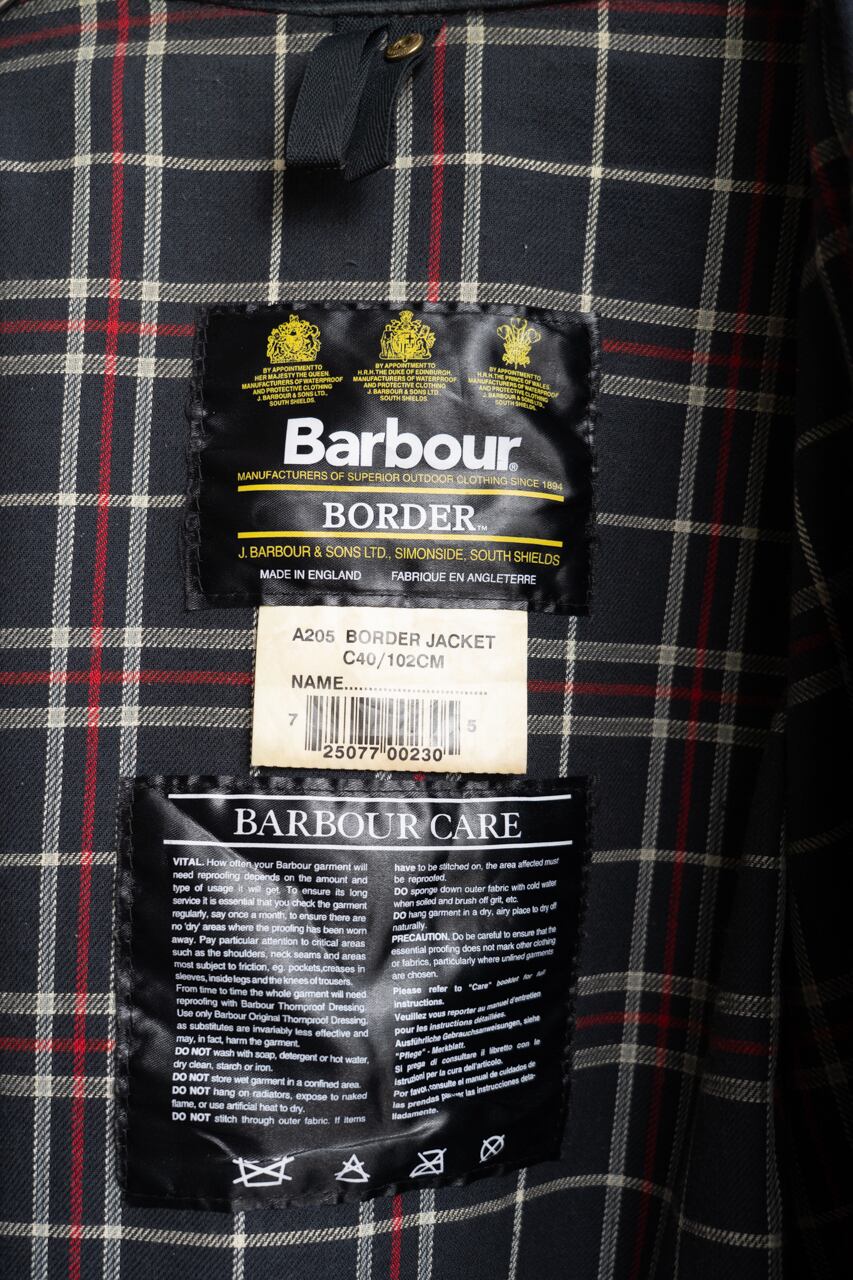 BY APPOINTMENT TO
HER MAJESTY THE QUEEN.
MANUFACTURERS OF WATERPROOF
AND PROTECTIVE CLOTHING
J. BARBOUR & SONS LTD.,
SOUTH SHIELDS.
BY APPOINTMENT TO
H.R.H. THE DUKE OF EDINBURGH.
MANUFACTURERS OF WATERPROOF
AND PROTECTIVE CLOTHING
J. BARBOUR & SONS LTD.
SOUTH SHIELDS.
BY APPOINTMENT TO
H.R.H. THE PRINCE OF WALES.
MANUFACTURERS OF WATERPROOF
AND PROTECTIVE CLOTHING
J. BARBOUR & SONS LTD.,
SOUTH SHIELDS.
Barbour®
MANUFACTURERS OF SUPERIOR OUTDOOR CLOTHING SINCE 1894
BORDER™
J. BARBOUR & SONS LTD., SIMONSIDE, SOUTH SHIELDS
MADE IN ENGLAND FABRIQUE EN ANGLETERRE
A205 BORDER JACKET
C40/102CM
NAME..............................
7 25077 00230 5
BARBOUR CARE
VITAL. How often your Barbour garment will
need reproofing depends on the amount and
type of usage it will get. To ensure its long
service it is essential that you check the garment
regularly, say once a month, to ensure there are
no 'dry' areas where the proofing has been worn
away. Pay particular attention to critical areas
such as the shoulders, neck seams and areas
most subject to friction, eg. pockets,creases in
sleeves, inside legs and the knees of trousers.
From time to time the whole garment will need
reproofing with Barbour Thornproof Dressing.
Use only Barbour Original Thornproof Dressing,
as substitutes are invariably less effective and
may, in fact, harm the garment.
DO NOT wash with soap, detergent or hot water,
dry clean, starch or iron.
DO NOT store wet garment in a confined area.
DO NOT hang on radiators, expose to naked
flame, or use artificial heat to dry.
DO NOT stitch through outer fabric. If items
have to be stitched on, the area affected must
be reproofed.
DO sponge down outer fabric with cold water
when soiled and brush off grit, etc.
DO hang garment in a dry, airy place to dry off
naturally.
PRECAUTION. Do be careful to ensure that the
essential proofing does not mark other clothing
or fabrics, particularly where unlined garments
are chosen.
Please refer to "Care" booklet for full
instructions.
Veuillez vous reporter au manuel d'entretien
pour les instructions détaillées.
Ausführliche Gebrauchsanweisungen, siehe
"Pflege" - Merkblatt.
Si prega di consultare il libretto con le
istruzioni per la cura dell'articolo.
Por favor, consulte el manual de cuidados de
las prendas para ver las instrucciones deta-
lladamente.